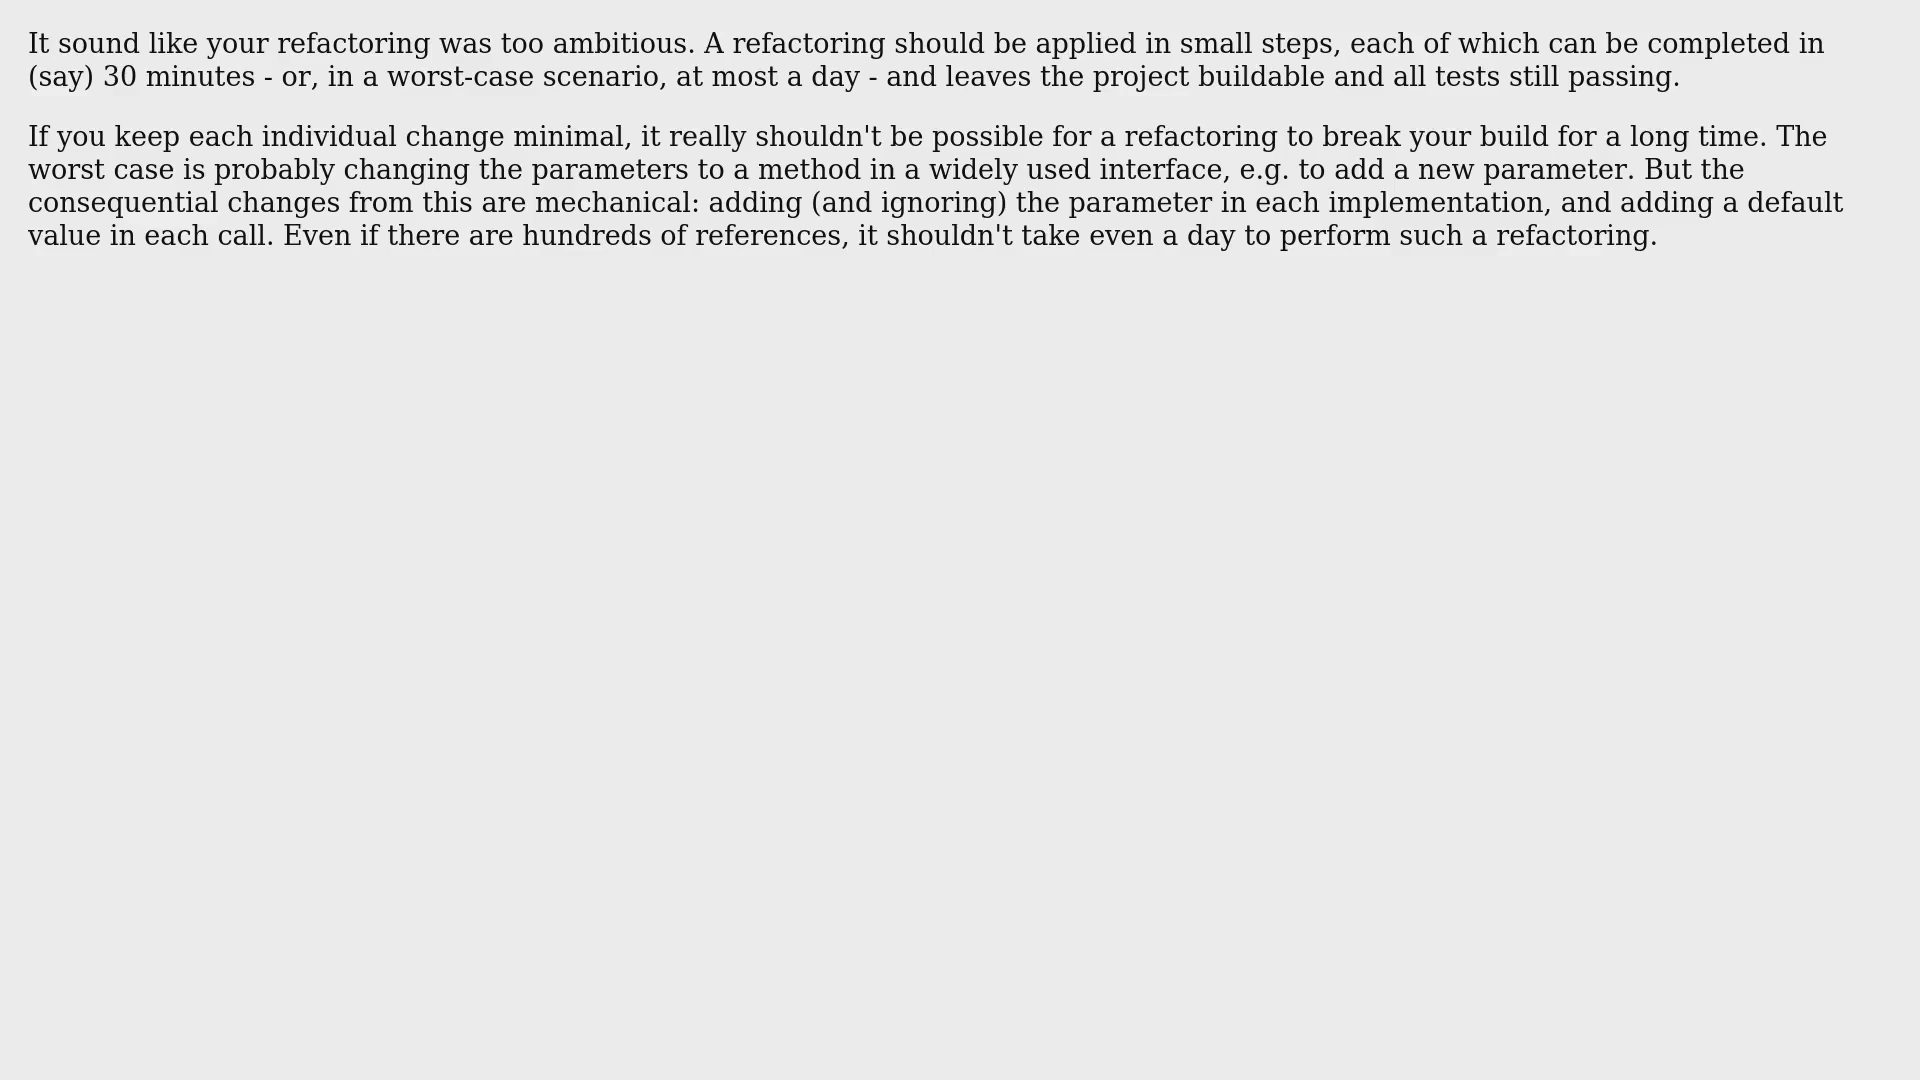 It sound like your refactoring was too ambitious. A refactoring should be applied in small steps, each of which can be completed in
(say) 30 minutes - or, in a worst-case scenario, at most a day - and leaves the project buildable and all tests still passing.
If you keep each individual change minimal, it really shouldn't be possible for a refactoring to break your build for a long time. The
worst case is probably changing the parameters to a method in a widely used interface, e.g. to add a new parameter. But the
consequential changes from this are mechanical: adding (and ignoring) the parameter in each implementation, and adding a default
value in each call. Even if there are hundreds of references, it shouldn't take even a day to perform such a refactoring.